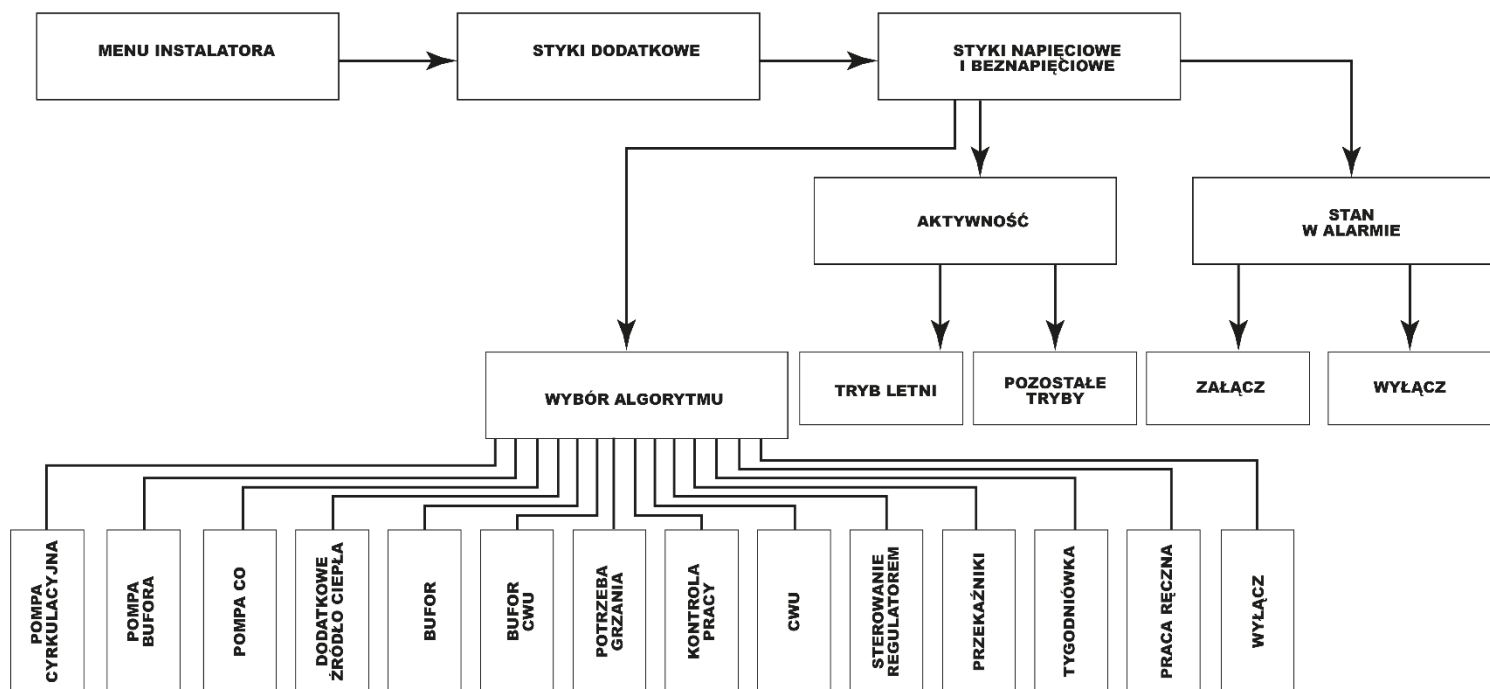 MENU INSTALATORA
STYKI DODATKOWE
STYKI NAPIĘCIOWE
I BEZNAPIĘCIOWE
AKTYWNOŚĆ
STAN
W ALARMIE
WYBÓR ALGORYTMU
TRYB LETNI
POZOSTAŁE
TRYBY
ZAŁĄCZ
WYŁĄCZ
POMPA
CYRKULACYJNA
POMPA
BUFORA
POMPA CO
DODATKOWE
ŹRÓDŁO CIEPŁA
BUFOR
BUFOR
CWU
POTRZEBA
GRZANIA
KONTROLA
PRACY
CWU
STEROWANIE
REGULATOREM
PRZEKAŹNIKI
TYGODNIÓWKA
PRACA RĘCZNA
WYŁĄCZ